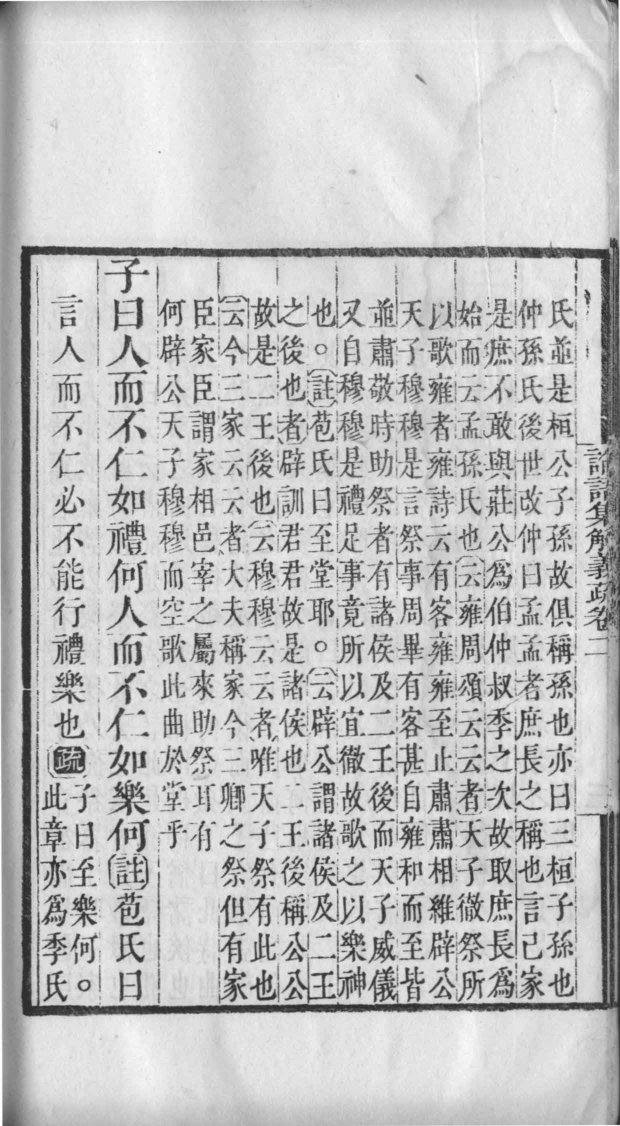 論語集解義疏卷二
氏並是桓公子孫故俱稱孫也亦曰三桓子孫也
仲孫氏後世改仲曰孟孟者庶長之稱也言己家
是庶不敢與莊公爲伯仲叔季之次故取庶長爲
始而云孟孫氏也云雍周頌云云者天子徹祭所
以歌雍者雍詩云有客雍雍至止肅肅相維辟公
天子穆穆是言祭事周畢有客甚自雍和而至皆
並肅敬時助祭者有諸侯及二王後而天子威儀
又自穆穆是禮足事竟所以宜徹故歌之以樂神
也。註苞氏曰至堂耶。云辟公謂諸侯及二王
之後也者辟訓君君故是諸侯也二王後稱公公
故是二王後也云穆穆云云者唯天子祭有此也
云今三家云云者大夫稱家今三卿之祭但有家
臣家臣謂家相邑宰之屬來助祭耳有
何辟公天子穆穆而空歌此曲於堂乎
子曰人而不仁如禮何人而不仁如樂何註苞氏曰
言人而不仁必不能行禮樂也疏子曰至樂何。
此章亦爲季氏